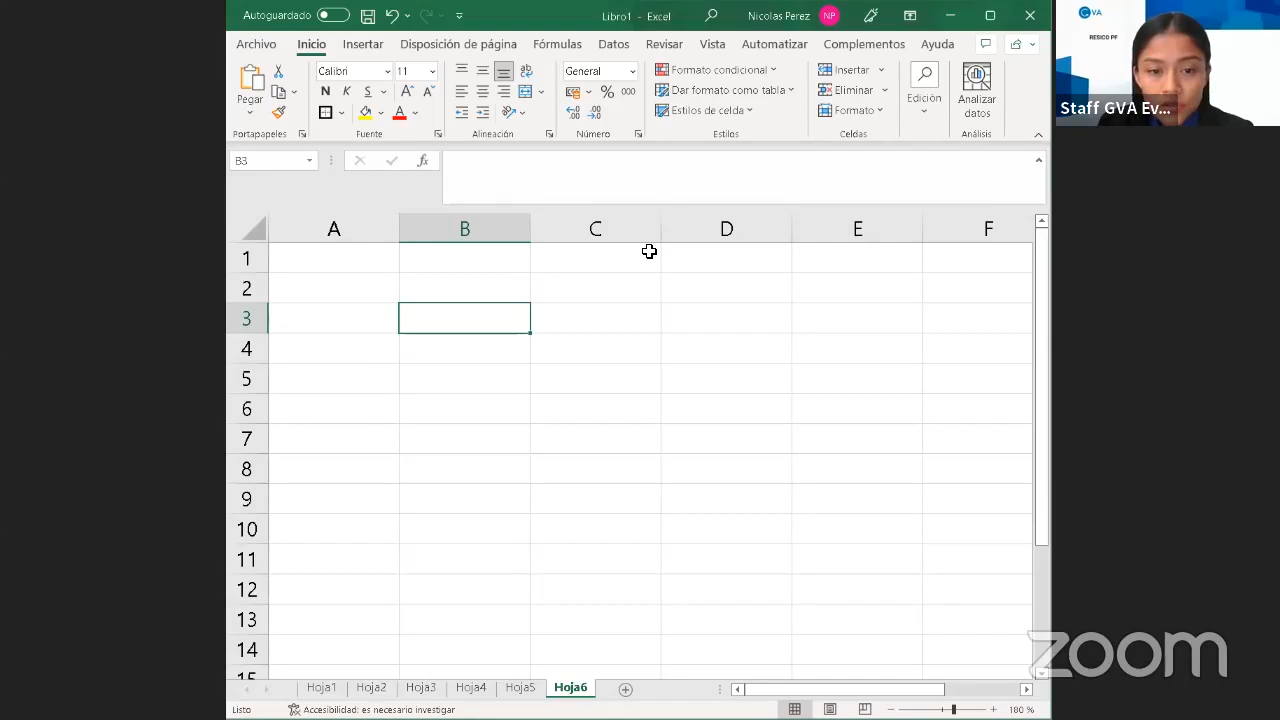 Autoguardado
Libro1 - Excel
Nicolas Perez
NP
Archivo
Inicio
Insertar
Disposición de página
Fórmulas
Datos
Revisar
Vista
Automatizar
Complementos
Ayuda
Pegar
Portapapeles
Calibri
11
N
K
S
Fuente
Alineación
General
%
000
Número
Formato condicional
Dar formato como tabla
Estilos de celda
Estilos
Insertar
Eliminar
Formato
Celdas
Edición
Analizar
datos
Análisis
B3
fx
A B C D E F
1
2
3
4
5
6
7
8
9
10
11
12
13
14
15
Hoja1 Hoja2 Hoja3 Hoja4 Hoja5 Hoja6
Listo
Accesibilidad: es necesario investigar
180 %
VA
RESICO PF
Staff GVA Ev...
zoom